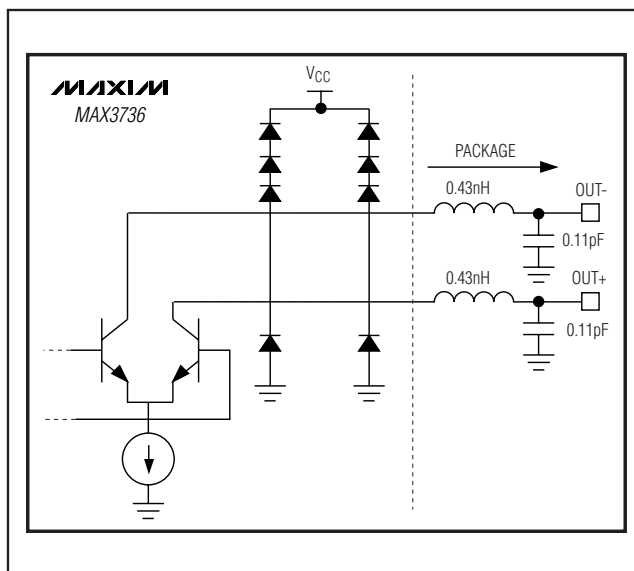 MAXIM
MAX3736
VCC
PACKAGE
0.43nH
OUT-
0.11pF
0.43nH
OUT+
0.11pF